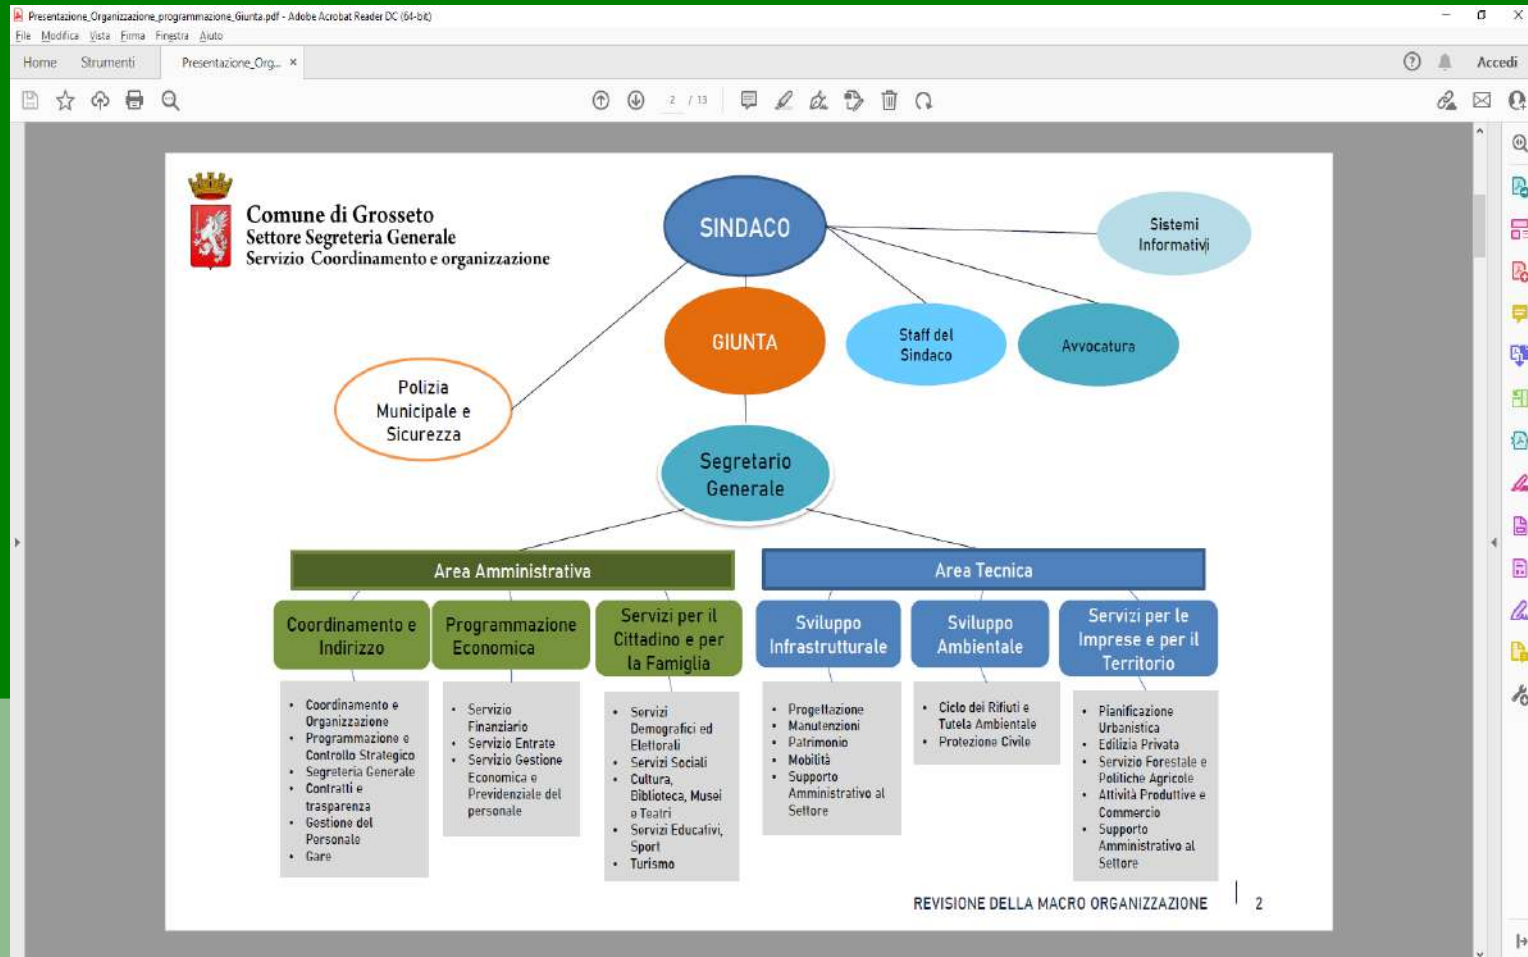 Presentazione_Organizzazione_programmazione_Giunta.pdf - Adobe Acrobat Reader DC (64-bit)
File Modifica Vista Firma Finestra Aiuto
Home Strumenti Presentazione_Org... × Accedi
2 / 13
Comune di Grosseto
Settore Segreteria Generale
Servizio Coordinamento e organizzazione
SINDACO
Sistemi
Informativi
GIUNTA
Staff del
Sindaco
Avvocatura
Polizia
Municipale e
Sicurezza
Segretario
Generale
Area Amministrativa
Area Tecnica
Coordinamento e
Indirizzo
Programmazione
Economica
Servizi per il
Cittadino e per
la Famiglia
Sviluppo
Infrastrutturale
Sviluppo
Ambientale
Servizi per le
Imprese e per il
Territorio
• Coordinamento e
Organizzazione
• Programmazione e
Controllo Strategico
• Segreteria Generale
• Contratti e
trasparenza
• Gestione del
Personale
• Gare
• Servizio
Finanziario
• Servizio Entrate
• Servizio Gestione
Economica e
Previdenziale del
personale
• Servizi
Demografici ed
Elettorali
• Servizi Sociali
• Cultura,
Biblioteca, Musei
e Teatri
• Servizi Educativi,
Sport
• Turismo
• Progettazione
• Manutenzioni
• Patrimonio
• Mobilità
• Supporto
Amministrativo al
Settore
• Ciclo dei Rifiuti e
Tutela Ambientale
• Protezione Civile
• Pianificazione
Urbanistica
• Edilizia Privata
• Servizio Forestale e
Politiche Agricole
• Attività Produttive e
Commercio
• Supporto
Amministrativo al
Settore
REVISIONE DELLA MACRO ORGANIZZAZIONE 2